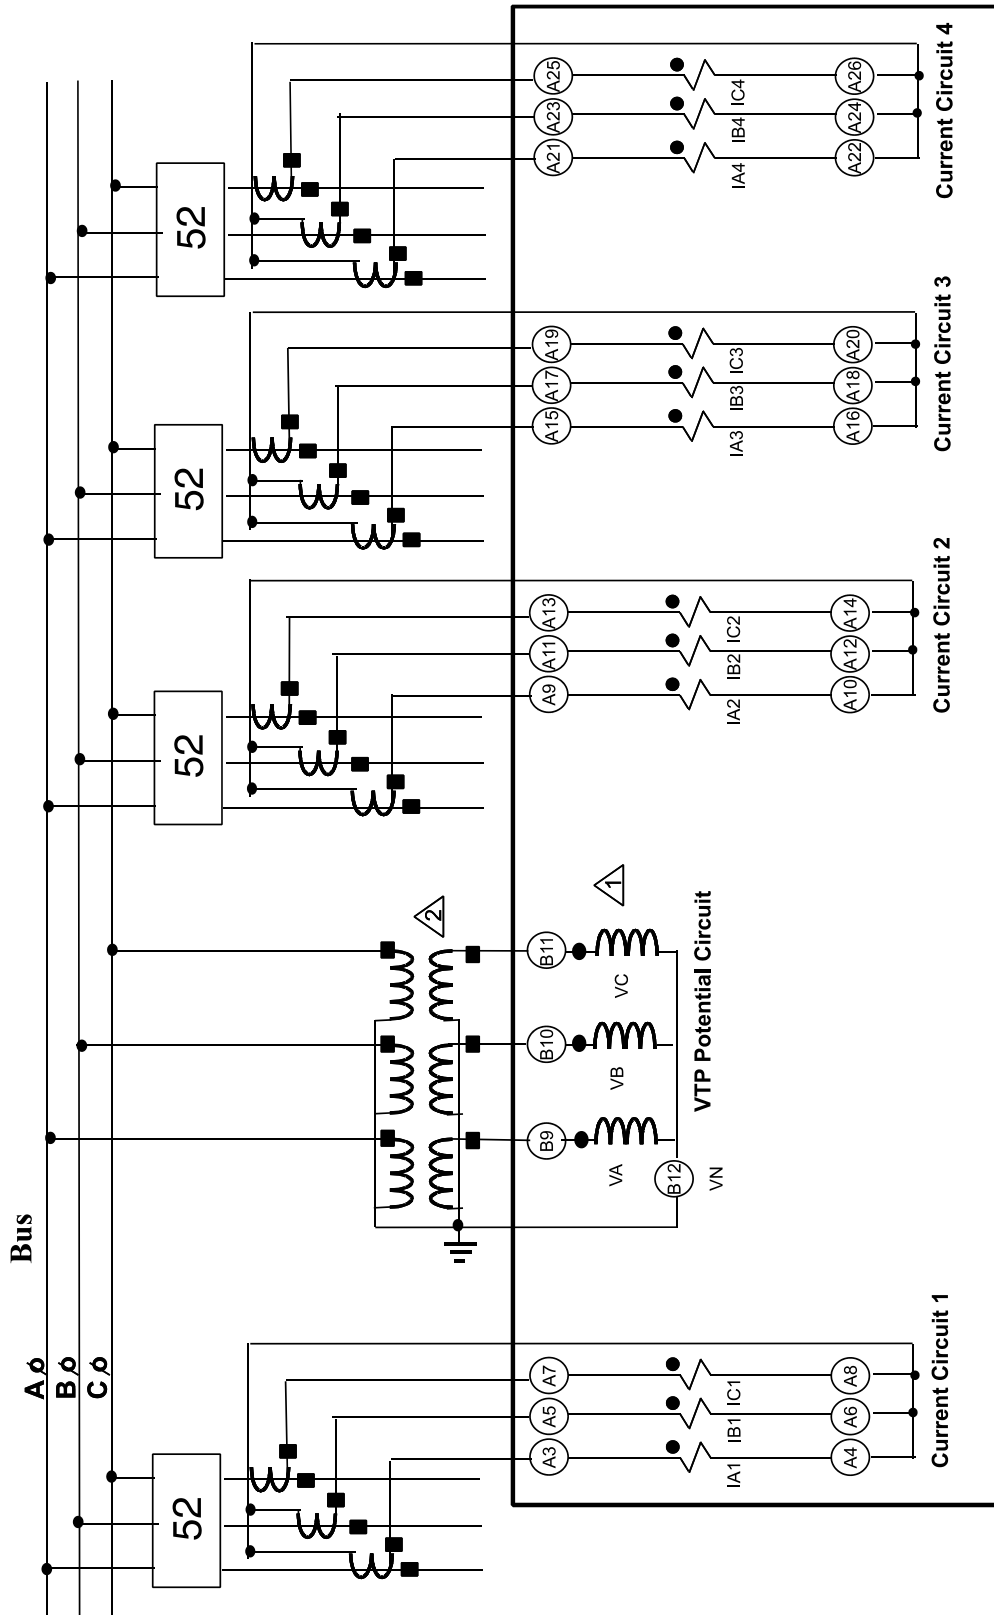 Bus
AØ
BØ
CØ
52
52
52
52
2
1
A3
A5
A7
IA1
IB1
IC1
A4
A6
A8
Current Circuit 1
B9
B10
B11
VA
VB
VC
B12
VN
VTP Potential Circuit
A9
A11
A13
IA2
IB2
IC2
A10
A12
A14
Current Circuit 2
A15
A17
A19
IA3
IB3
IC3
A16
A18
A20
Current Circuit 3
A21
A23
A25
IA4
IB4
IC4
A22
A24
A26
Current Circuit 4